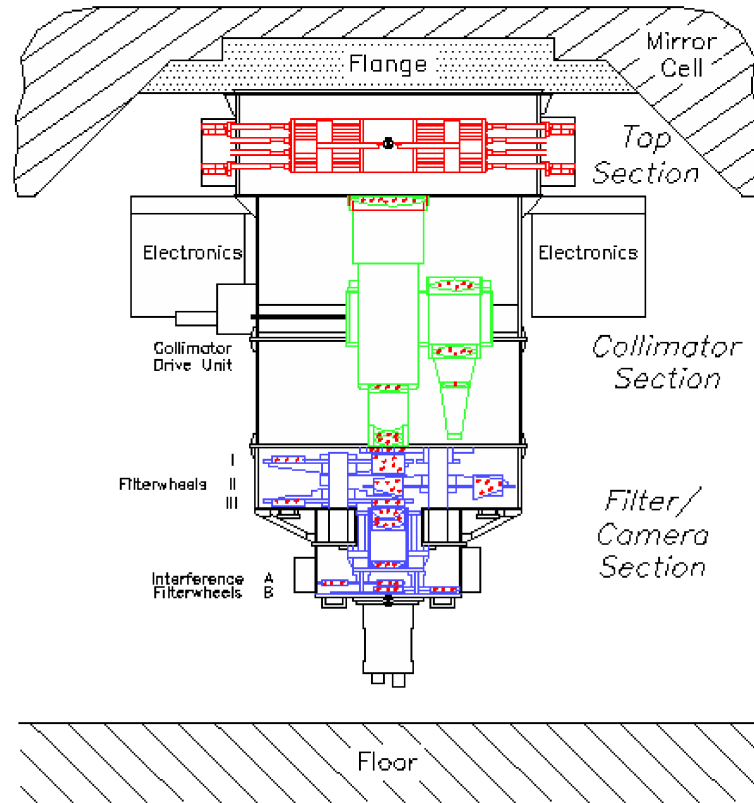 Mirror
Cell
Flange
Top
Section
Electronics
Electronics
Collimator
Drive Unit
Collimator
Section
I
Filterwheels II
III
Filter/
Camera
Section
Interference A
Filterwheels B
Floor